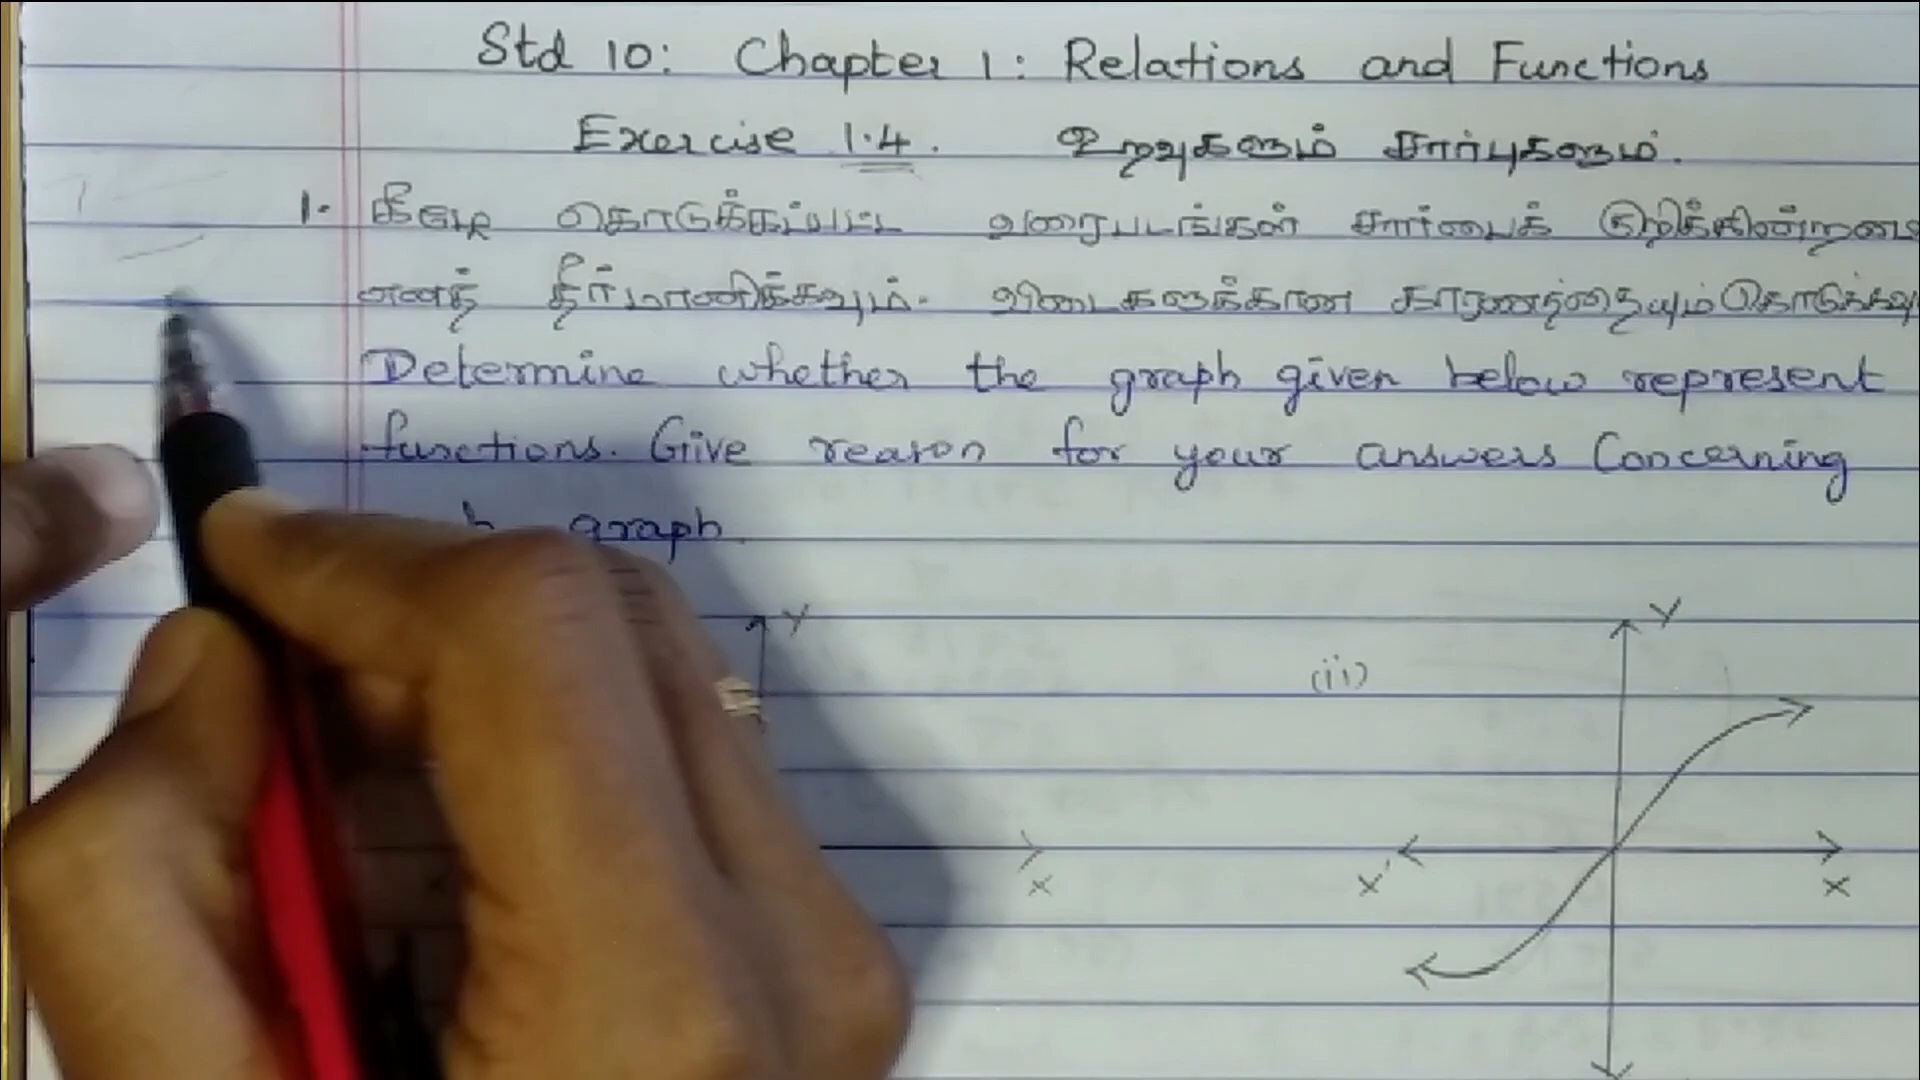 Std 10: Chapter 1: Relations and Functions
Exercise 1.4. உறவுகளும் சார்புகளும்.
1. கீழே கொடுக்கப்பட்ட வரைபடங்கள் சார்பைக் குறிக்கின்றனவா
எனத் தீர்மானிக்கவும். விடைகளுக்கான காரணத்தையும்
Determine whether the graph given below represent
functions. Give reason for your answers Concerning
graph.
Y Y
(ii)
X X' X